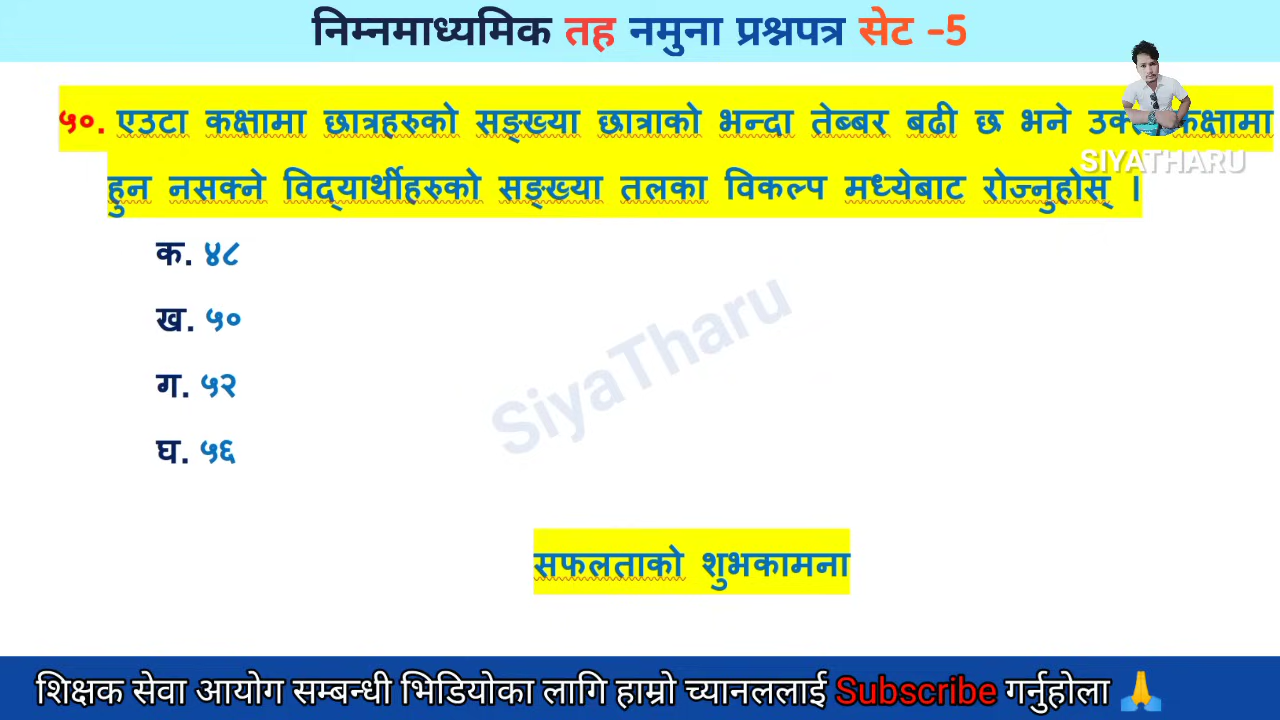 निम्नमाध्यमिक तह नमुना प्रश्नपत्र सेट -5
५०. एउटा कक्षामा छात्रहरुको सङ्ख्या छात्राको भन्दा तेब्बर बढी छ भने कक्षामा
SIYATHARU
हुन नसक्ने विद्यार्थीहरुको सङ्ख्या तलका विकल्प मध्येबाट रोज्नुहोस् ।
क. ४८
ख. ५०
ग. ५२
घ. ५६
SiyaTharu
सफलताको शुभकामना
शिक्षक सेवा आयोग सम्बन्धी भिडियोका लागि हाम्रो च्यानललाई Subscribe गर्नुहोला 🙏